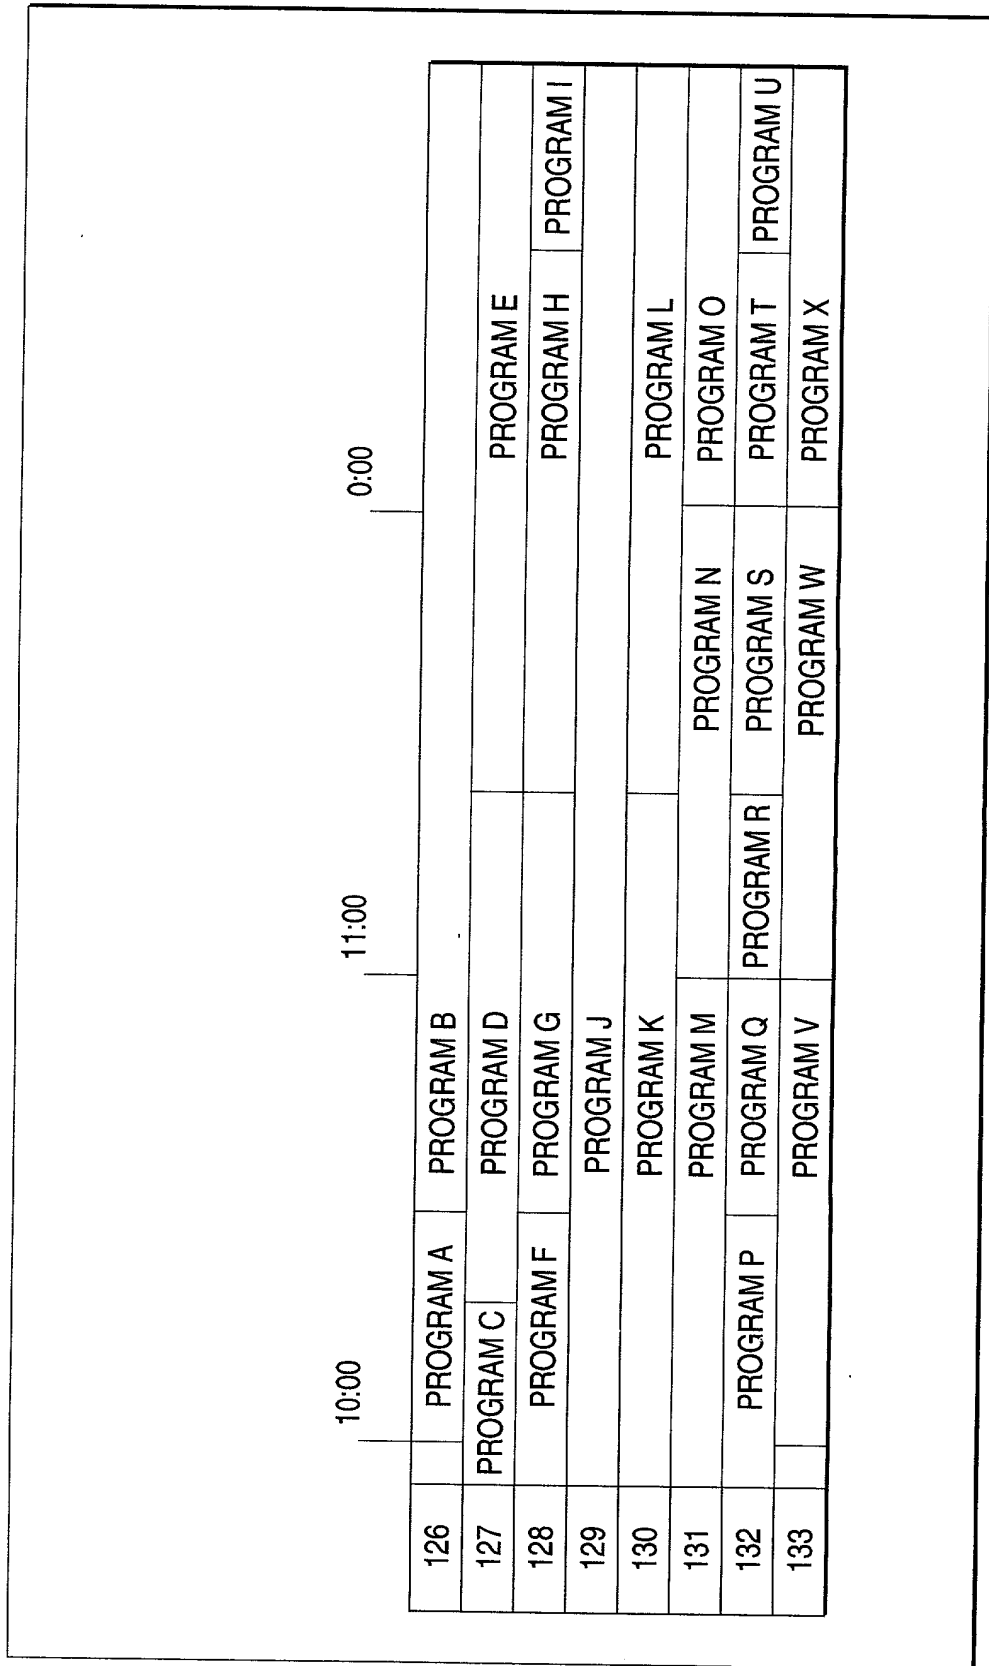 10:00 11:00 0:00
126 PROGRAM A PROGRAM B
127 PROGRAM C PROGRAM D PROGRAM E
128 PROGRAM F PROGRAM G PROGRAM H PROGRAM I
129 PROGRAM J
130 PROGRAM K PROGRAM L
131 PROGRAM M PROGRAM N PROGRAM O
132 PROGRAM P PROGRAM Q PROGRAM R PROGRAM S PROGRAM T PROGRAM U
133 PROGRAM V PROGRAM W PROGRAM X